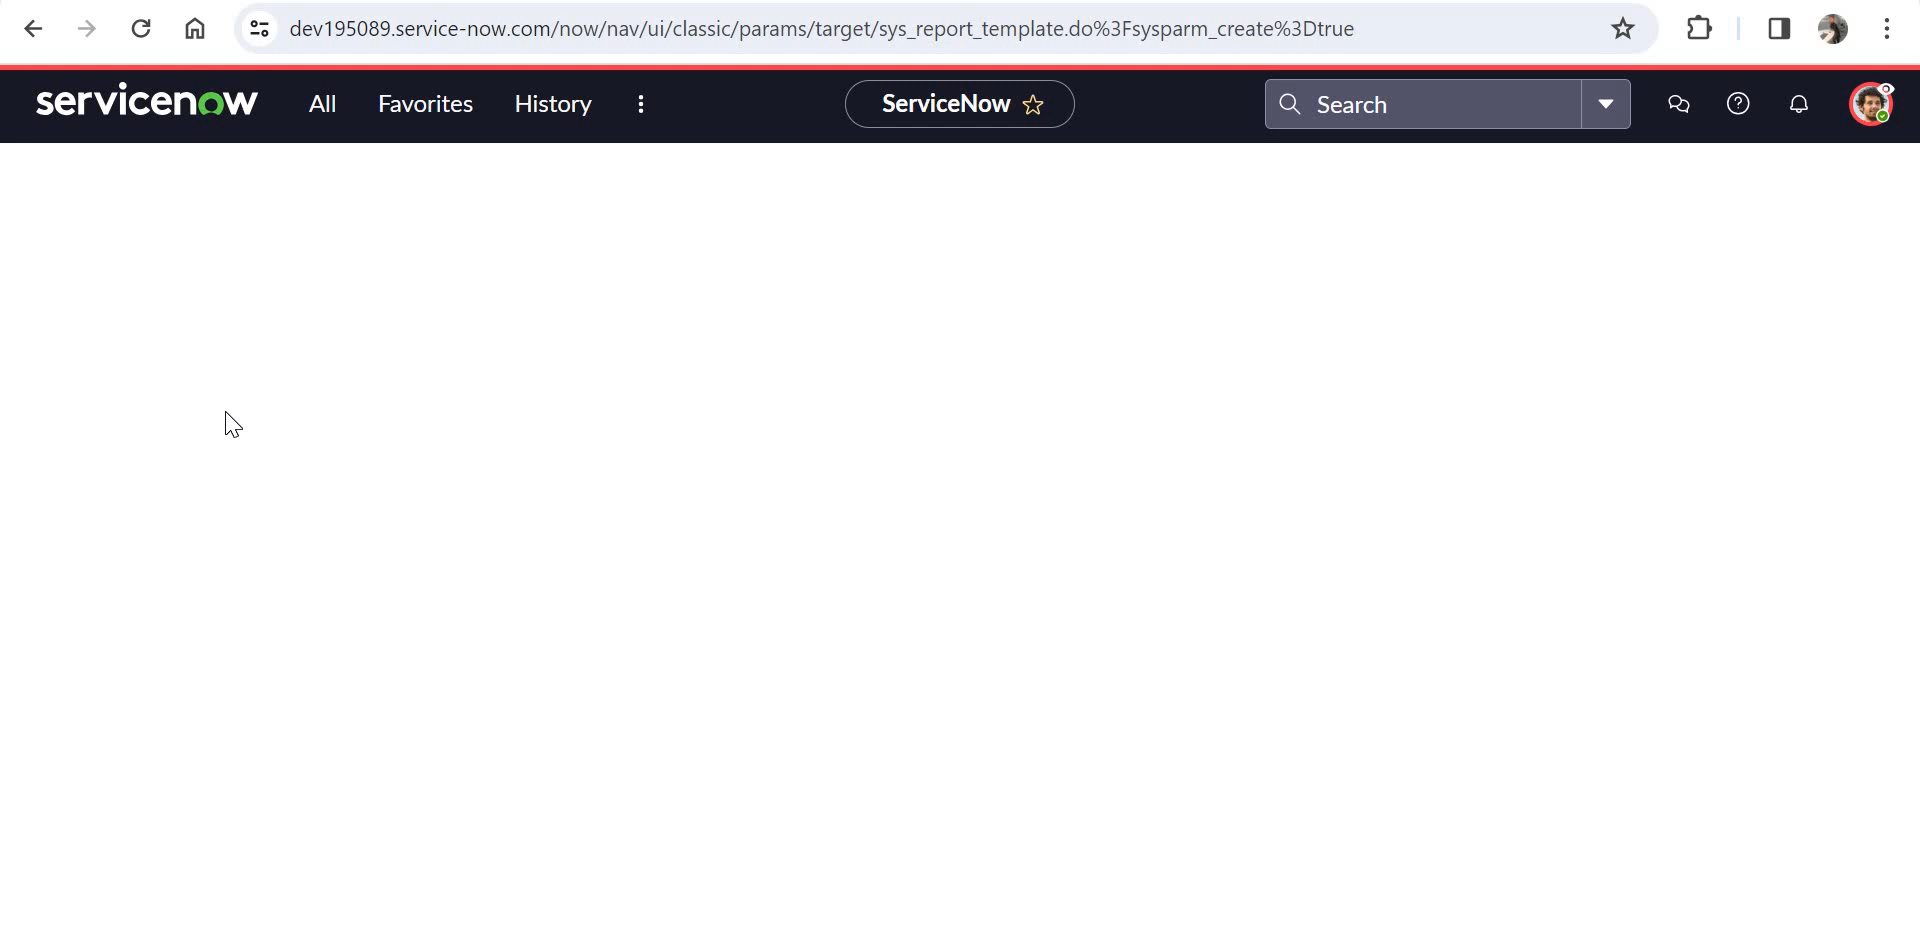 dev195089.service-now.com/now/nav/ui/classic/params/target/sys_report_template.do%3Fsysparm_create%3Dtrue
servicenow All Favorites History ServiceNow Search